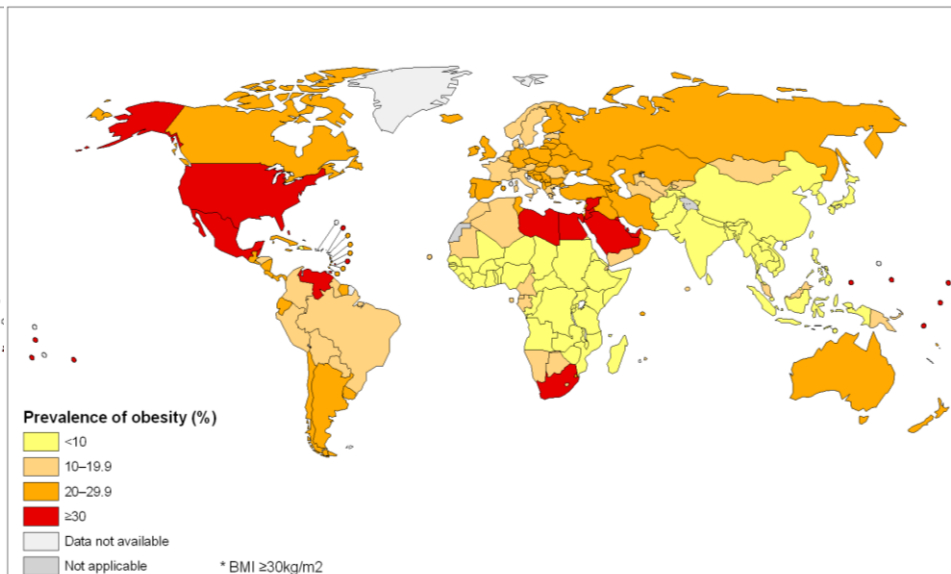 Prevalence of obesity (%)
<10
10–19.9
20–29.9
≥30
Data not available
Not applicable
* BMI ≥30kg/m2